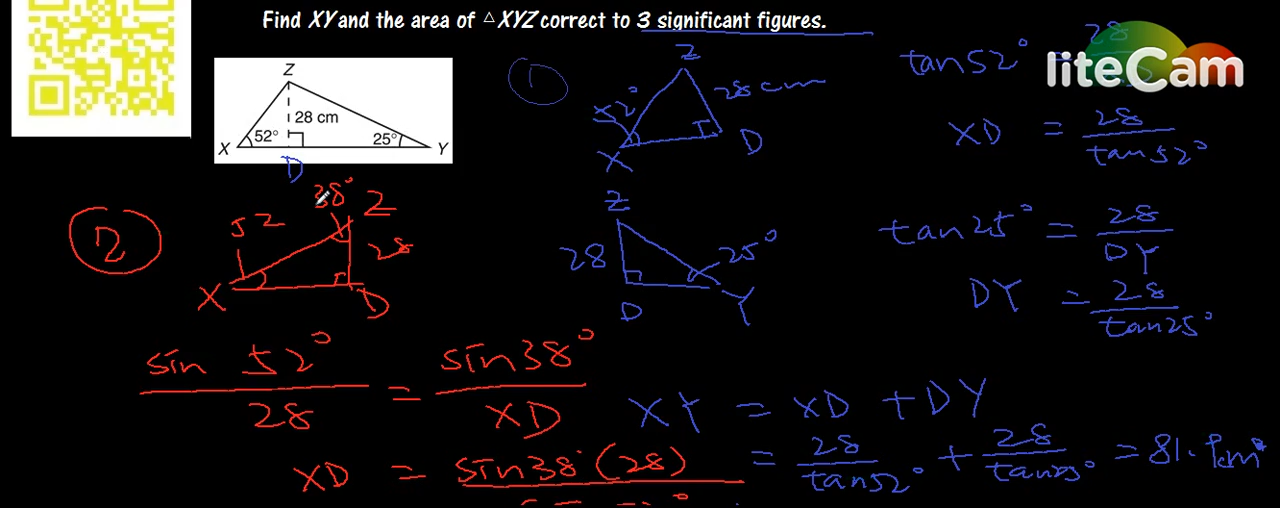 Find XY and the area of △XYZ correct to 3 significant figures.
liteCam
Z
28 cm
52°
25°
X
Y
D
①
Z
52°
28 cm
X
D
tan52° = 28
XD = 28/tan52°
②
38°
Z
52
28
X
D
Z
28
25°
D
Y
tan25° = 28/DY
DY = 28/tan25°
sin 52°/28 = sin38°/XD
XD = sin38°(28)
XY = XD + DY
= 28/tan52° + 28/tan25° = 81.